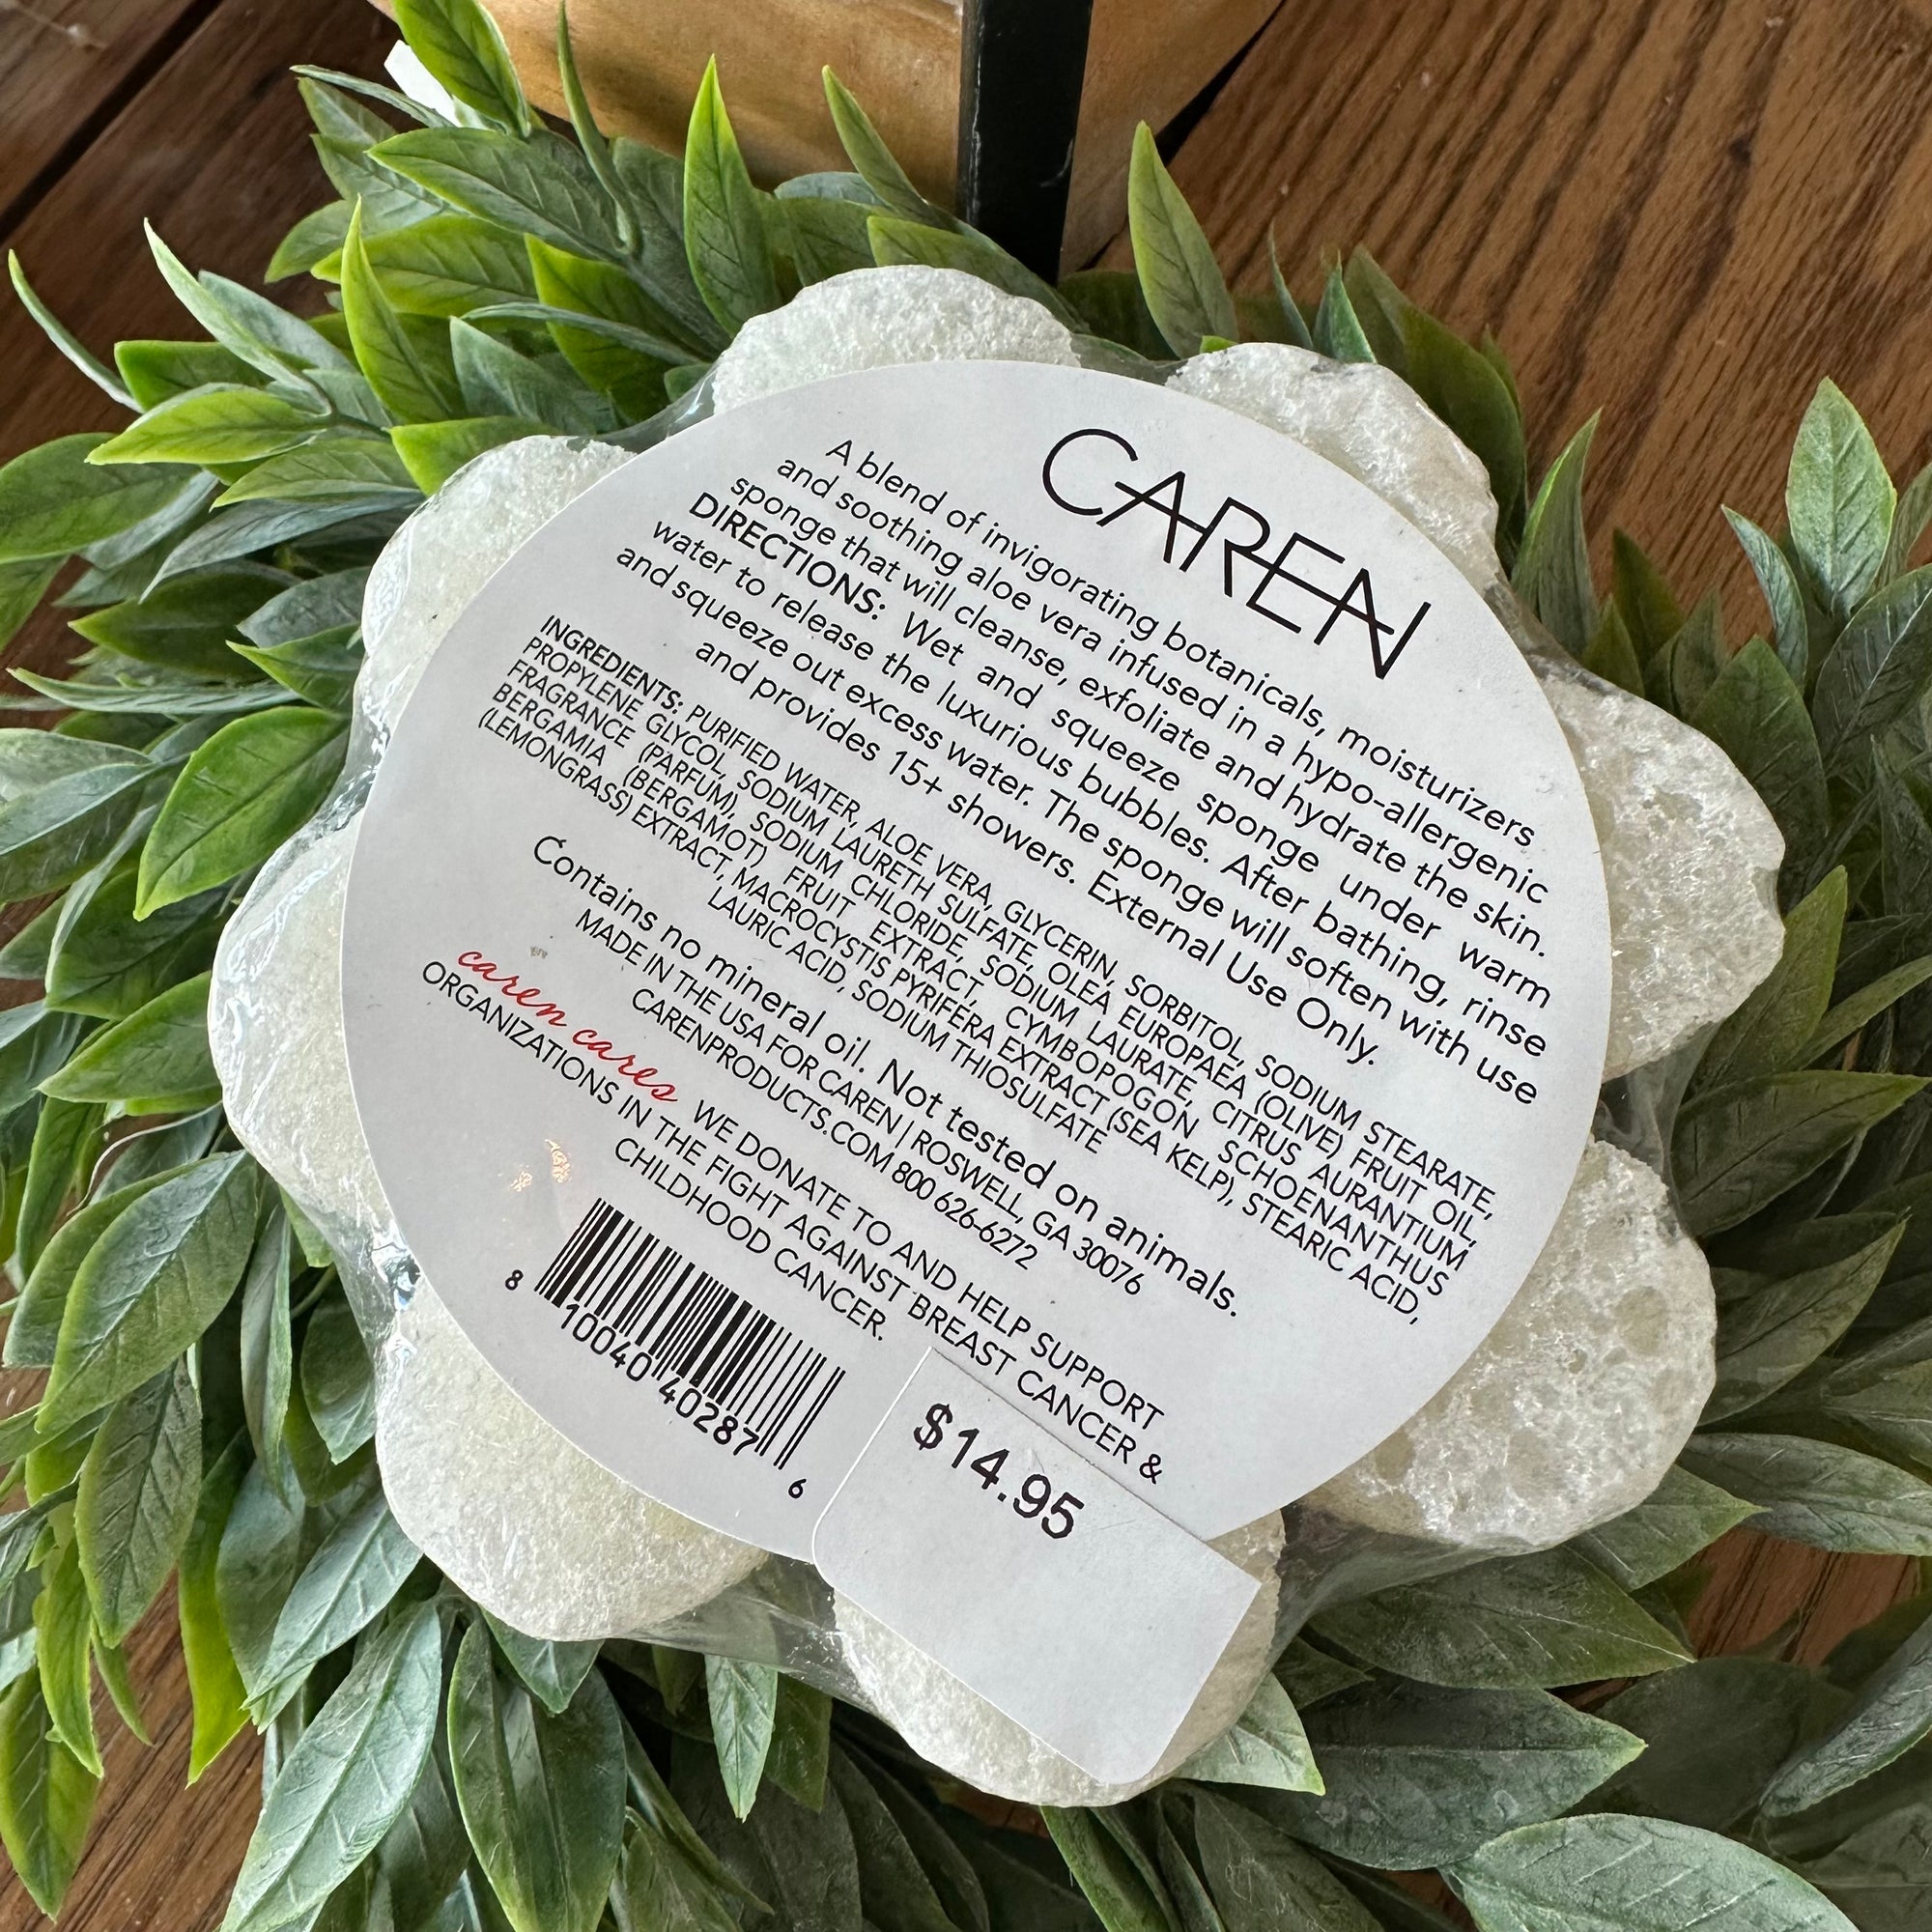 CAREN
A blend of invigorating botanicals, moisturizers
and soothing aloe vera infused in a hypo-allergenic
sponge that will cleanse, exfoliate and hydrate the skin.
DIRECTIONS: Wet and squeeze sponge under warm
water to release the luxurious bubbles. After bathing, rinse
and squeeze out excess water. The sponge will soften with use
and provides 15+ showers. External Use Only.
INGREDIENTS: PURIFIED WATER, ALOE VERA, GLYCERIN, SORBITOL, SODIUM STEARATE,
PROPYLENE GLYCOL, SODIUM LAURETH SULFATE, OLEA EUROPAEA (OLIVE) FRUIT OIL,
FRAGRANCE (PARFUM), SODIUM CHLORIDE, SODIUM LAURATE, CITRUS AURANTIUM
BERGAMIA (BERGAMOT) FRUIT EXTRACT, CYMBOPOGON SCHOENANTHUS
(LEMONGRASS) EXTRACT, MACROCYSTIS PYRIFERA EXTRACT (SEA KELP), STEARIC ACID,
LAURIC ACID, SODIUM THIOSULFATE
Contains no mineral oil. Not tested on animals.
MADE IN THE USA FOR CAREN | ROSWELL, GA 30076
CARENPRODUCTS.COM 800 626-6272
caren cares WE DONATE TO AND HELP SUPPORT
ORGANIZATIONS IN THE FIGHT AGAINST BREAST CANCER &
CHILDHOOD CANCER.
8 10040 40287 6
$14.95